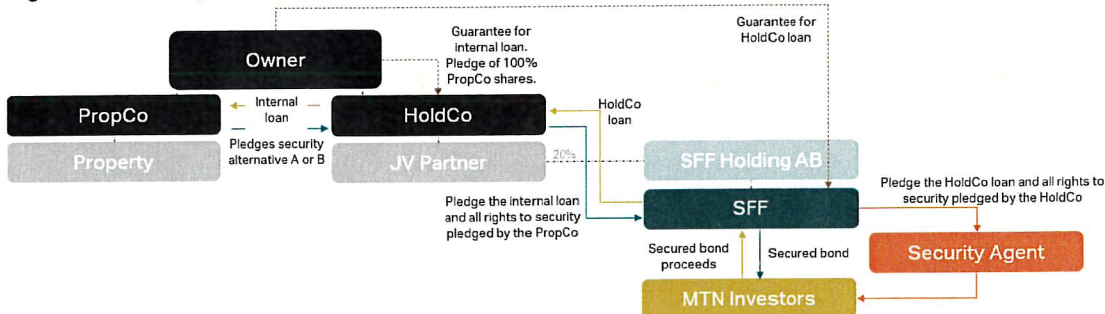 Guarantee for
internal loan.
Pledge of 100%
PropCo shares.
Guarantee for
HoldCo loan
Owner
PropCo
Internal
loan
HoldCo
HoldCo
loan
Pledges security
alternative A or B
Property
JV Partner
20%
SFF Holding AB
Pledge the internal loan
and all rights to security
pledged by the PropCo
SFF
Pledge the HoldCo loan and all rights to
security pledged by the HoldCo
Secured bond
proceeds
Secured bond
Security Agent
MTN Investors